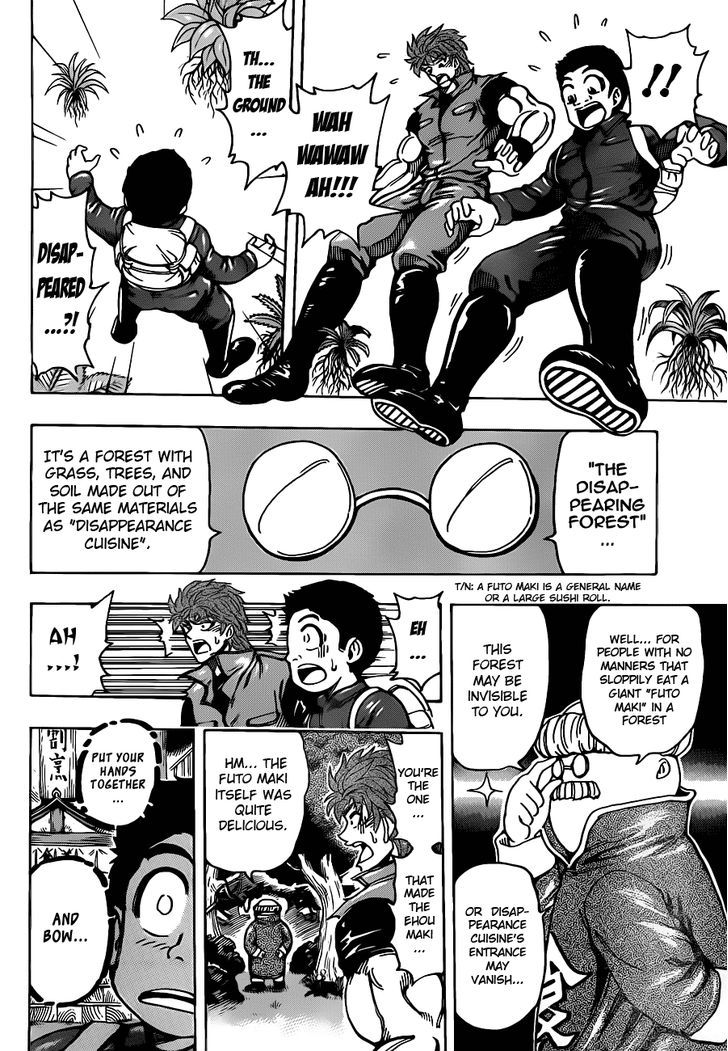 !!
WAH
WAWAW
AH!!!
TH...
THE
GROUND
...
DISAP-
PEARED
...?!
"THE
DISAP-
PEARING
FOREST"
...
IT'S A FOREST WITH
GRASS, TREES, AND
SOIL MADE OUT OF
THE SAME MATERIALS
AS "DISAPPEARANCE
CUISINE".
T/N: A FUTO MAKI IS A GENERAL NAME
OR A LARGE SUSHI ROLL.
WELL... FOR
PEOPLE WITH NO
MANNERS THAT
SLOPPILY EAT A
GIANT "FUTO
MAKI" IN A
FOREST
THIS
FOREST
MAY BE
INVISIBLE
TO YOU.
OR DISAP-
PEARANCE
CUISINE'S
ENTRANCE
MAY
VANISH...
EH
...
AH
...!
YOU'RE
THE
ONE
...
THAT
MADE THE
EHOU
MAKI
...
HM... THE
FUTO MAKI
ITSELF WAS
QUITE
DELICIOUS.
PUT YOUR
HANDS
TOGETHER
...
AND
BOW...
割烹